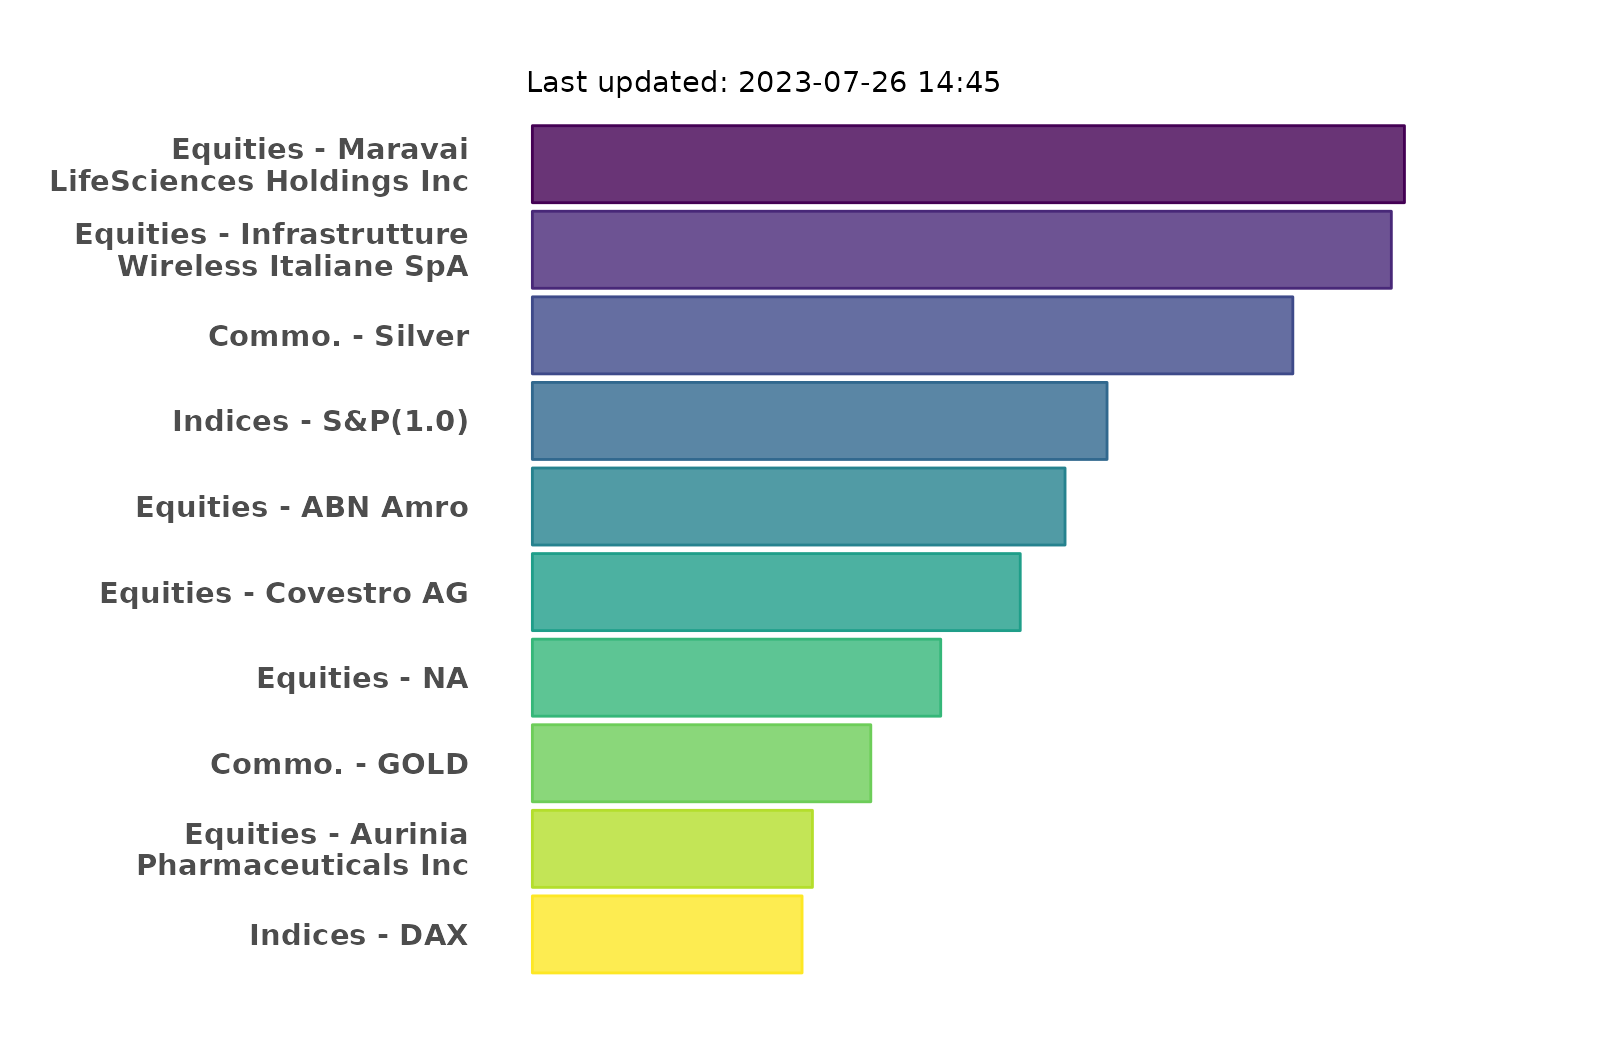 Last updated: 2023-07-26 14:45
Equities - Maravai
LifeSciences Holdings Inc
Equities - Infrastrutture
Wireless Italiane SpA
Commo. - Silver
Indices - S&P(1.0)
Equities - ABN Amro
Equities - Covestro AG
Equities - NA
Commo. - GOLD
Equities - Aurinia
Pharmaceuticals Inc
Indices - DAX